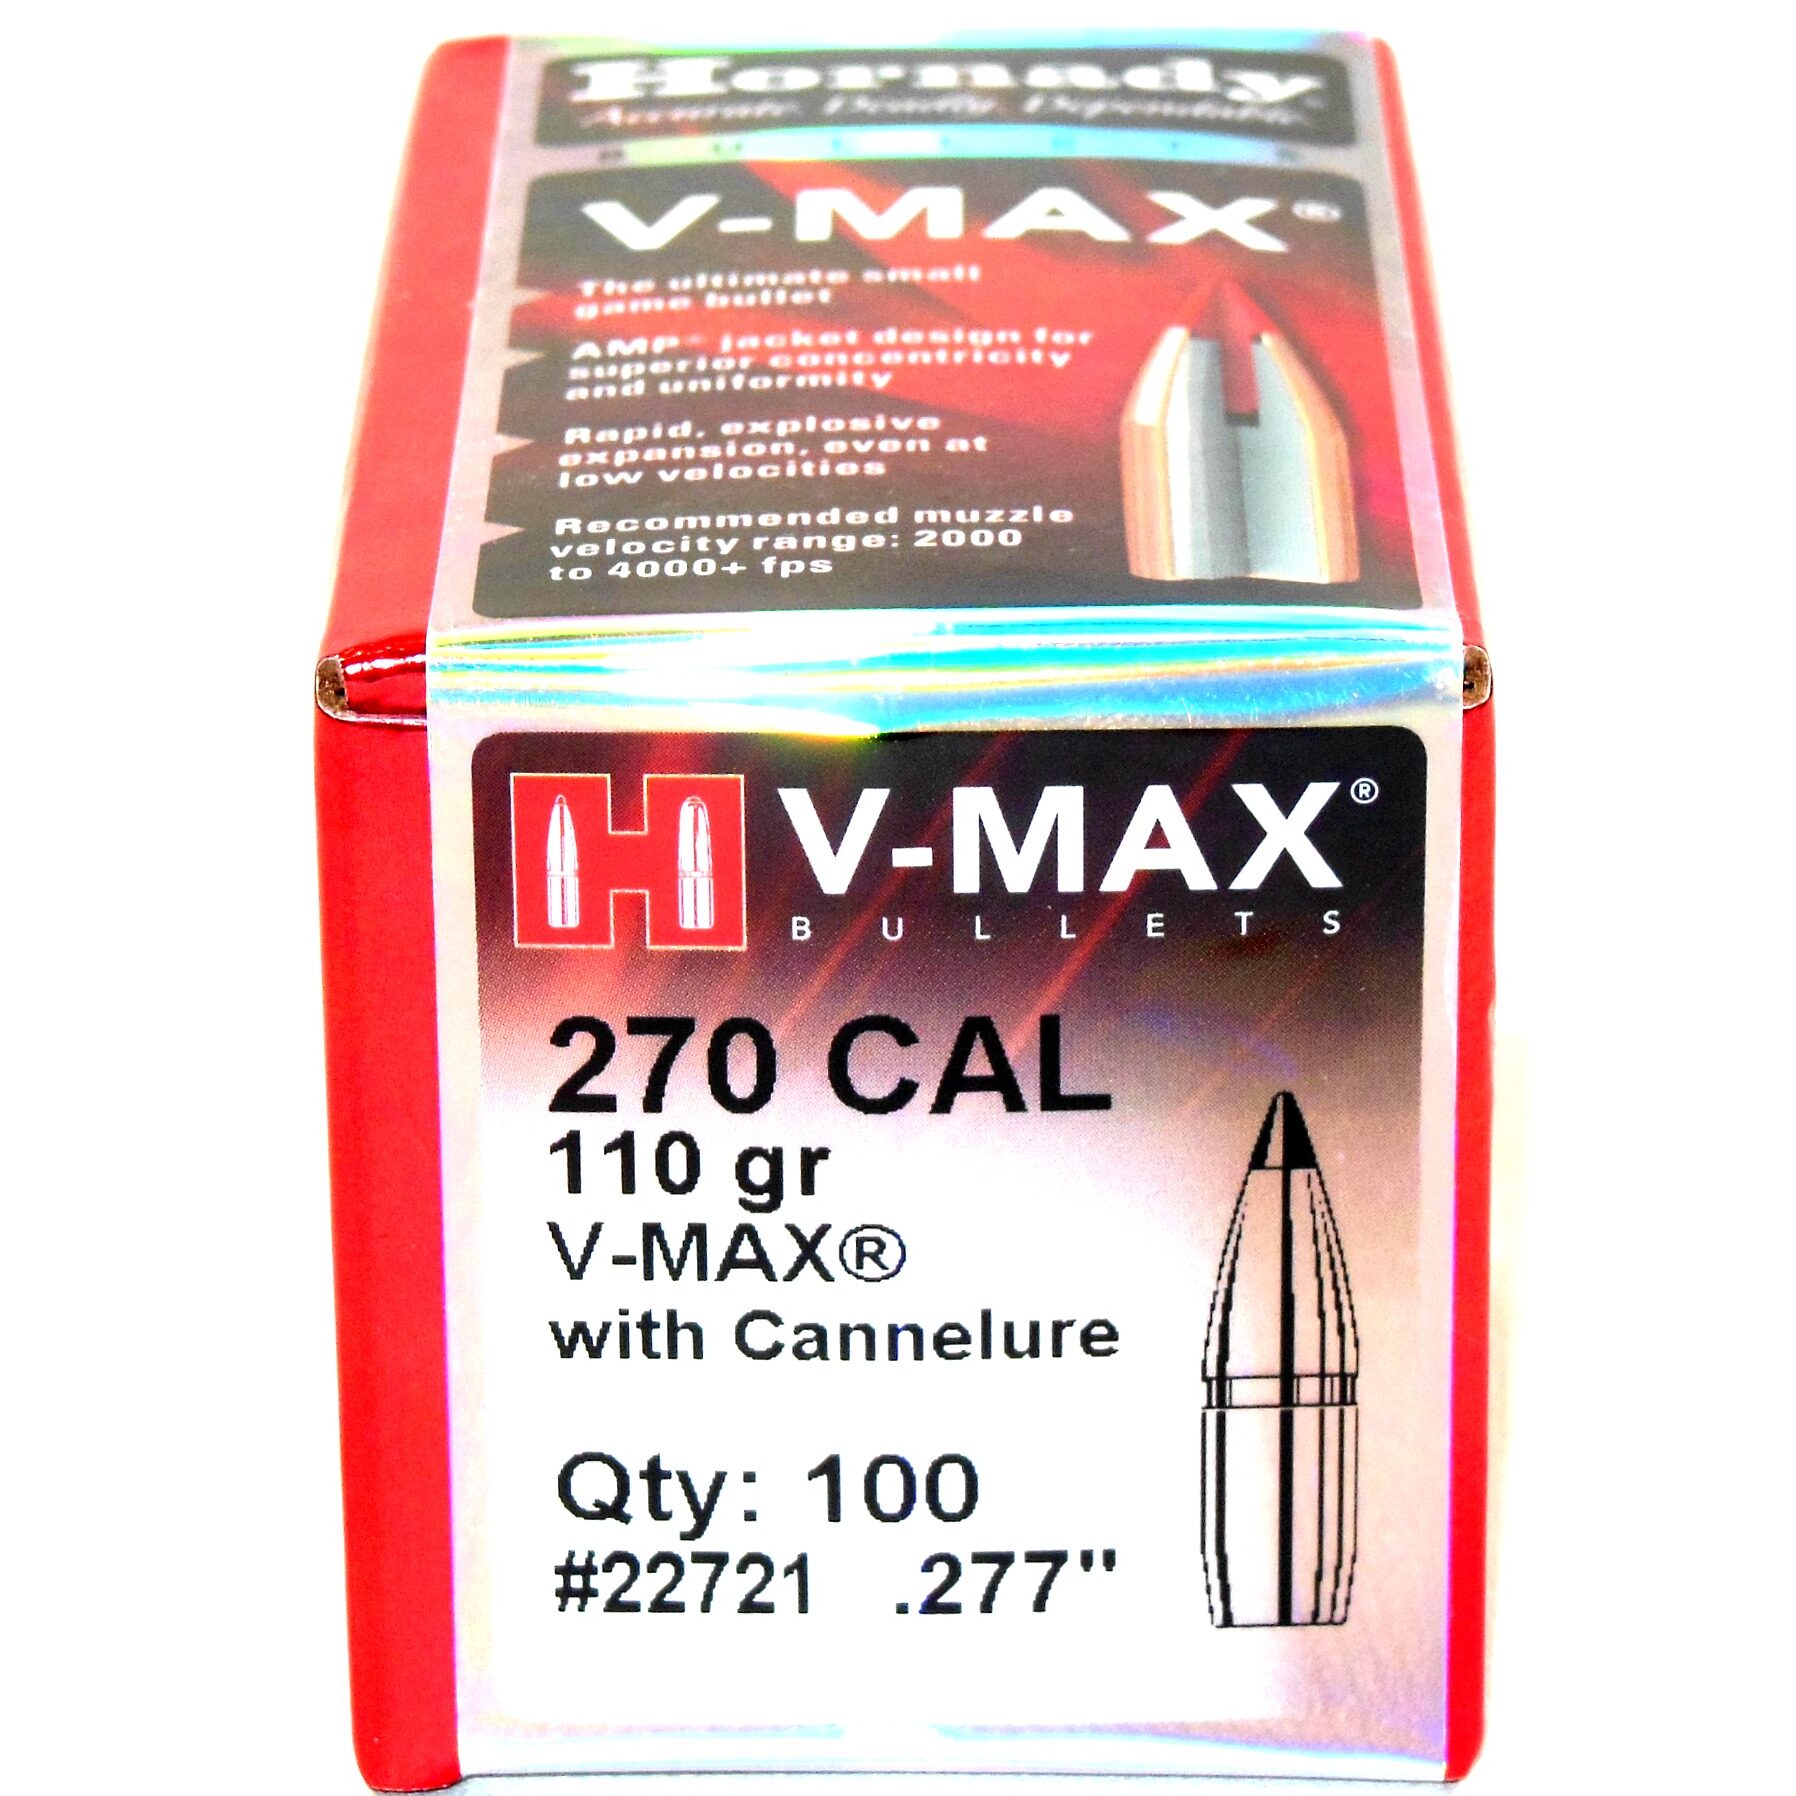 Hornady
Accurate. Deadly. Dependable.
BULLETS
V-MAX®
The ultimate small
game bullet
AMP® jacket design for
superior concentricity
and uniformity
Rapid, explosive
expansion, even at
low velocities
Recommended muzzle
velocity range: 2000
to 4000+ fps
H V-MAX®
BULLETS
270 CAL
110 gr
V-MAX®
with Cannelure
Qty: 100
#22721 .277"